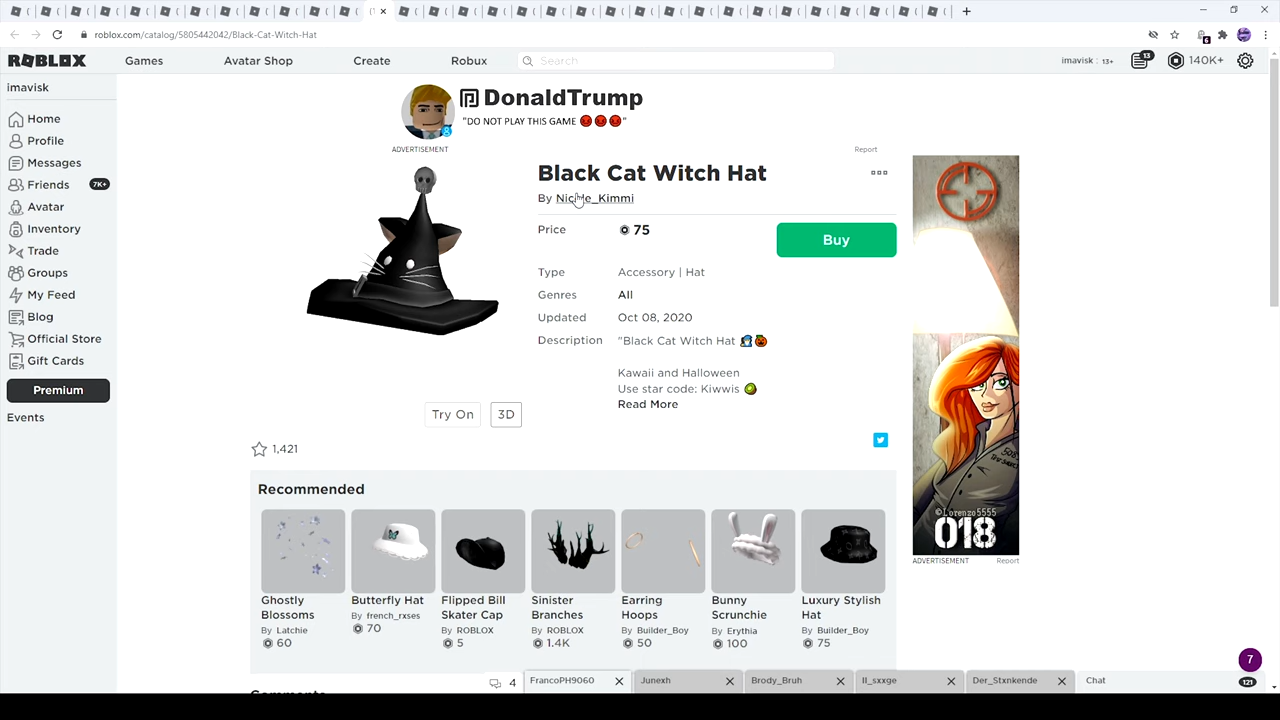 roblox.com/catalog/5805442042/Black-Cat-Witch-Hat
6
ROBLOX
Games
Avatar Shop
Create
Robux
Search
imavisk : 13+
13
140K+
imavisk
Home
Profile
Messages
Friends
7K+
Avatar
Inventory
Trade
Groups
My Feed
Blog
Official Store
Gift Cards
Premium
Events
DonaldTrump
"DO NOT PLAY THIS GAME 😡😡😡"
ADVERTISEMENT
Report
Black Cat Witch Hat
By Nicole_Kimmi
Price
75
Buy
Type
Accessory | Hat
Genres
All
Updated
Oct 08, 2020
Description
"Black Cat Witch Hat 🧙🎃
Kawaii and Halloween
Use star code: Kiwwis 🥝
Read More
Try On
3D
1,421
©Lorenzo5555
018
ADVERTISEMENT
Report
Recommended
Ghostly Blossoms
By Latchie
60
Butterfly Hat
By french_rxses
70
Flipped Bill Skater Cap
By ROBLOX
5
Sinister Branches
By ROBLOX
1.4K
Earring Hoops
By Builder_Boy
50
Bunny Scrunchie
By Erythia
100
Luxury Stylish Hat
By Builder_Boy
75
Comments
4
FrancoPH9060
Junexh
Brody_Bruh
Der_Stxnkende
Chat
7
121